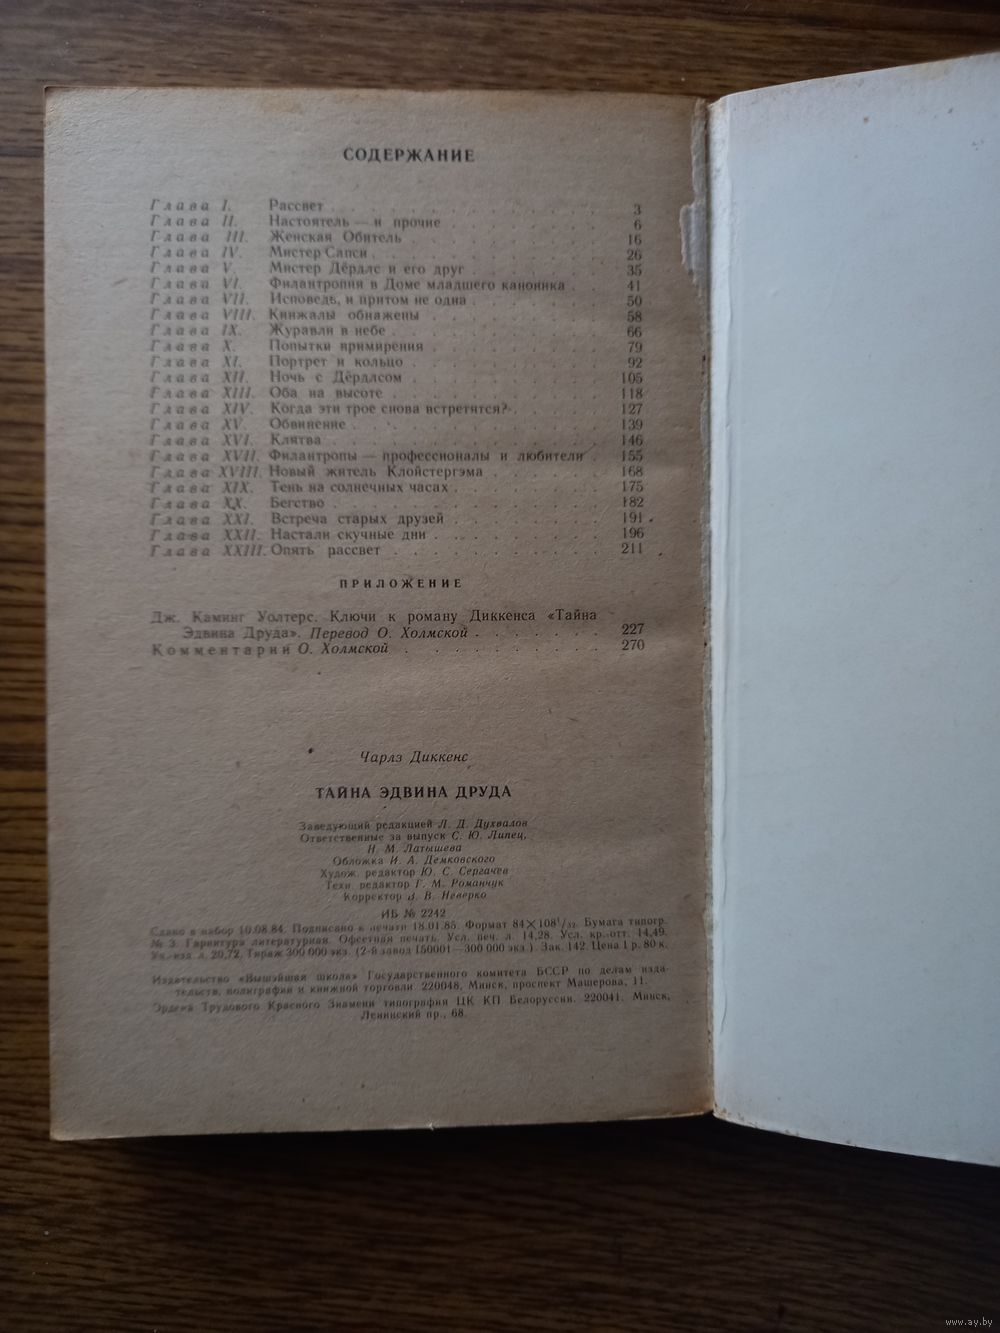 СОДЕРЖАНИЕ
Глава I. Рассвет . . . . . . . . . . . . . . 3
Глава II. Настоятель — и прочие . . . . . . . . 6
Глава III. Женская Обитель . . . . . . . . . . 16
Глава IV. Мистер Сапси . . . . . . . . . . . . 26
Глава V. Мистер Дёрдлс и его друг . . . . . . 35
Глава VI. Филантропия в Доме младшего каноника . . 41
Глава VII. Исповедь, и притом не одна . . . . . . 50
Глава VIII. Кинжалы обнажены . . . . . . . . . 58
Глава IX. Журавли в небе . . . . . . . . . . . 66
Глава X. Попытки примирения . . . . . . . . . 79
Глава XI. Портрет и кольцо . . . . . . . . . . 92
Глава XII. Ночь с Дёрдлсом . . . . . . . . . . 105
Глава XIII. Оба на высоте . . . . . . . . . . . 118
Глава XIV. Когда эти трое снова встретятся? . . . . . 127
Глава XV. Обвинение . . . . . . . . . . . . . 139
Глава XVI. Клятва . . . . . . . . . . . . . . 146
Глава XVII. Филантропы — профессионалы и любители . 155
Глава XVIII. Новый житель Клойстергэма . . . . . . 168
Глава XIX. Тень на солнечных часах . . . . . . . 175
Глава XX. Бегство . . . . . . . . . . . . . . 182
Глава XXI. Встреча старых друзей . . . . . . . 191
Глава XXII. Настали скучные дни . . . . . . . . 196
Глава XXIII. Опять рассвет . . . . . . . . . . 211
ПРИЛОЖЕНИЕ
Дж. Каминг Уолтерс. Ключи к роману Диккенса «Тайна
Эдвина Друда». Перевод О. Холмской . . . . . . . 227
Комментарии О. Холмской . . . . . . . . . . 270
Чарлз Диккенс
ТАЙНА ЭДВИНА ДРУДА
Заведующий редакцией Л. Д. Духвалов
Ответственные за выпуск С. Ю. Липец,
Н. М. Латышева
Обложка И. А. Демковского
Худож. редактор Ю. С. Сергачев
Техн. редактор Г. М. Романчук
Корректор В. В. Неверко
ИБ № 2242
Сдано в набор 10.08.84. Подписано к печати 18.01.85. Формат 84×108¹/₃₂. Бумага типогр.
№ 3. Гарнитура литературная. Офсетная печать. Усл. печ. л. 14,28. Усл. кр.-отт. 14,49.
Уч.-изд. л. 20,72. Тираж 300 000 экз. (2-й завод 150001—300 000 экз.). Зак. 142. Цена 1 р. 80 к.
Издательство «Вышэйшая школа» Государственного комитета БССР по делам изда-
тельств, полиграфии и книжной торговли. 220048, Минск, проспект Машерова, 11.
Ордена Трудового Красного Знамени типография ЦК КП Белоруссии. 220041. Минск,
Ленинский пр., 68.
www.ay.by